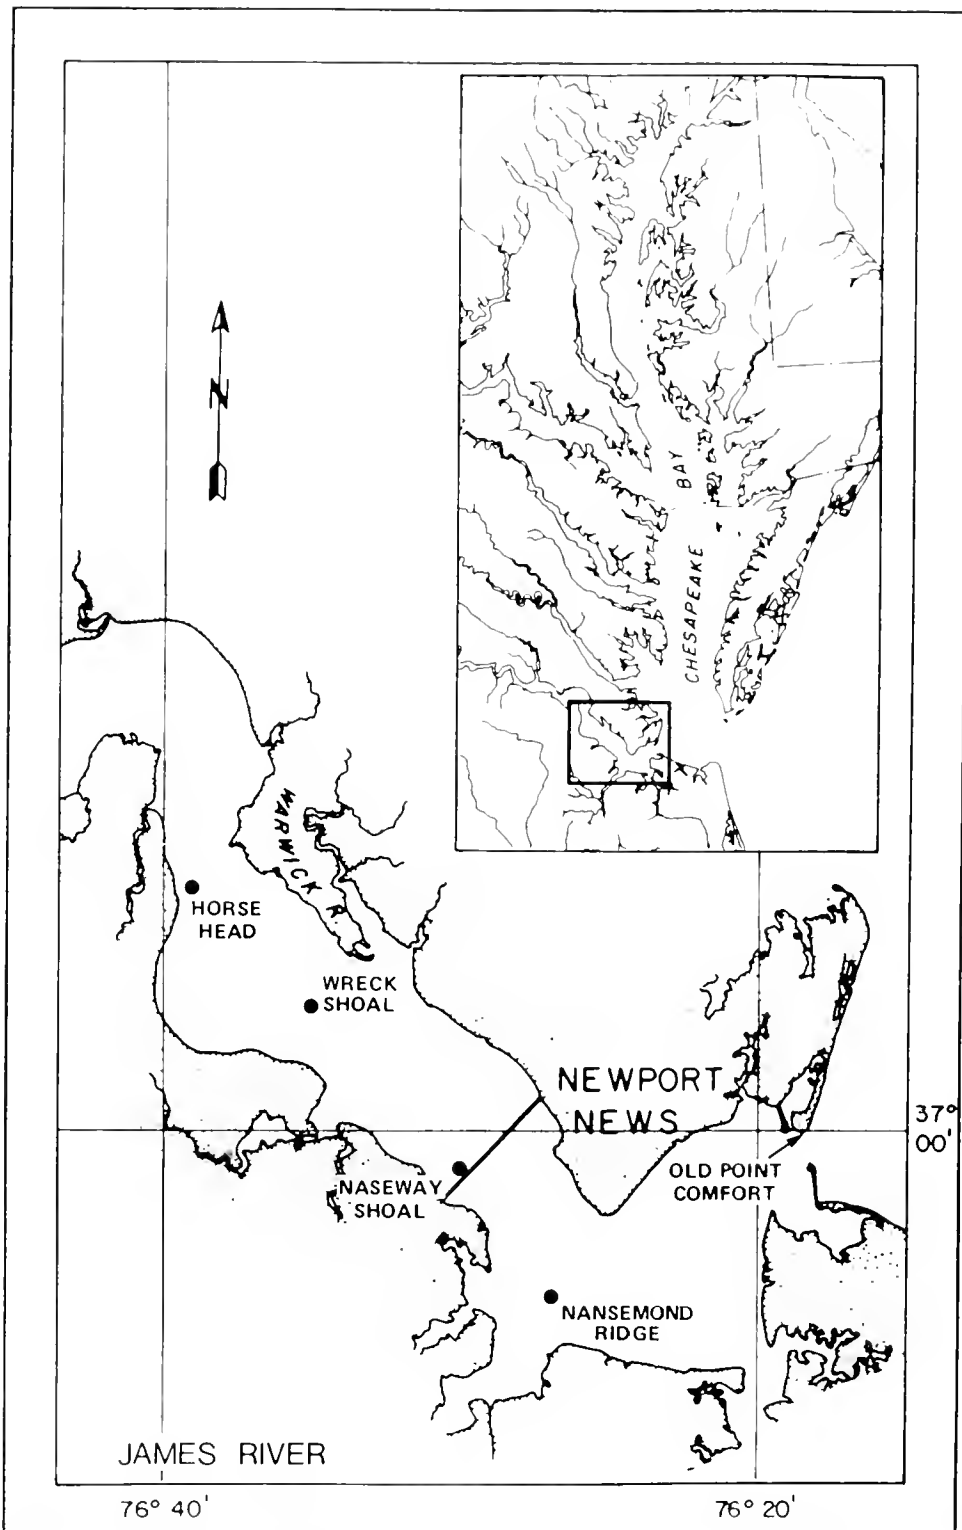 N
CHESAPEAKE BAY
WARWICK R.
HORSE
HEAD
WRECK
SHOAL
NEWPORT
NEWS
37°
00'
OLD POINT
COMFORT
NASEWAY
SHOAL
NANSEMOND
RIDGE
JAMES RIVER
76° 40'
76° 20'